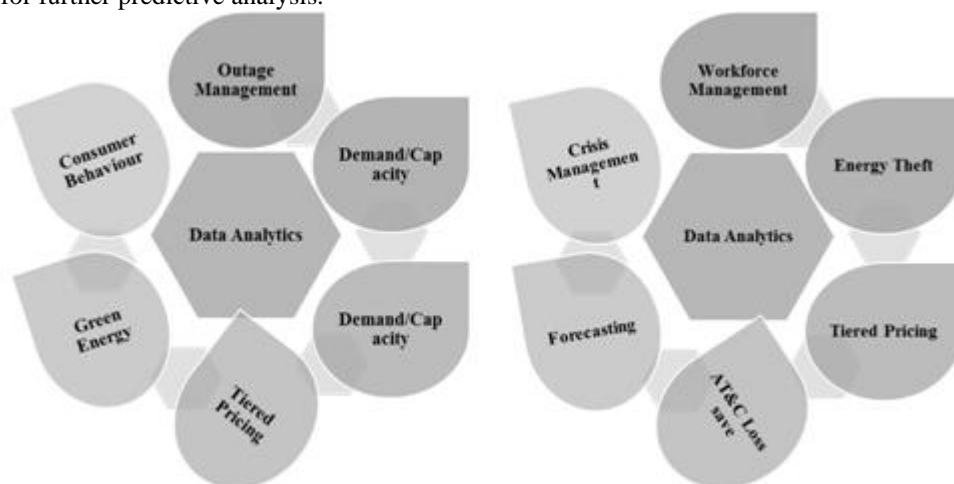 for further predictive analysis.
Outage
Management
Demand/Cap
acity
Demand/Cap
acity
Tiered
Pricing
Green
Energy
Consumer
Behaviour
Data Analytics
Workforce
Management
Energy Theft
Tiered Pricing
AT&C Loss
save
Forecasting
Crisis
Managemen
t
Data Analytics